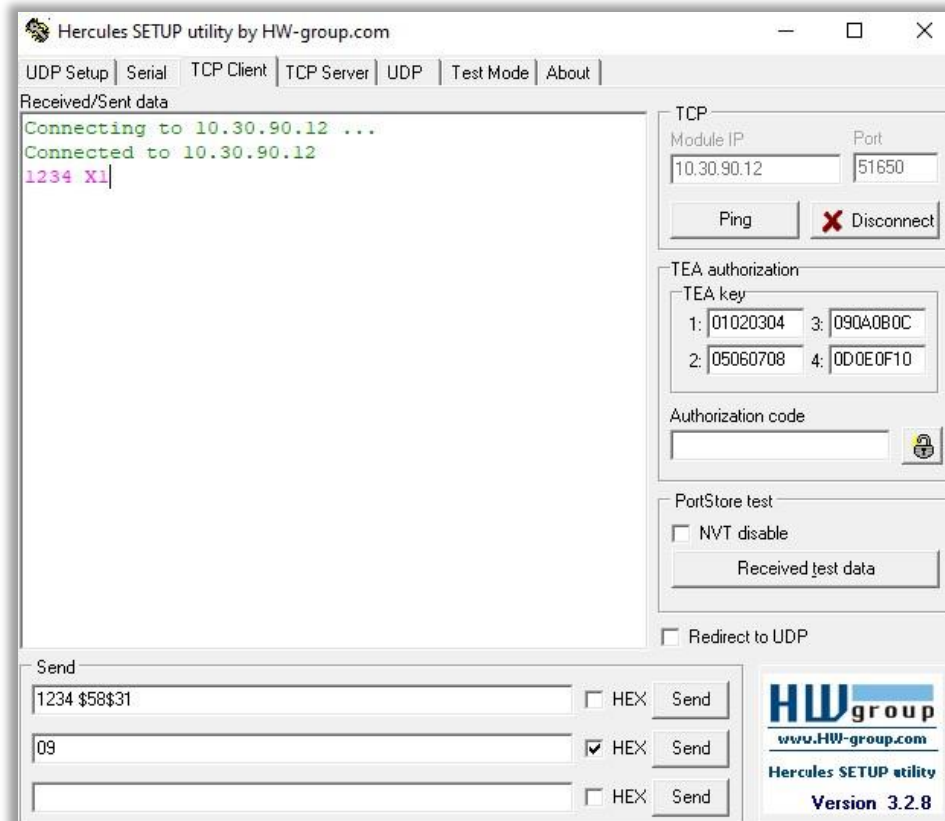 Hercules SETUP utility by HW-group.com
UDP Setup Serial TCP Client TCP Server UDP Test Mode About
Received/Sent data
Connecting to 10.30.90.12 ...
Connected to 10.30.90.12
1234 X1
TCP
Module IP Port
10.30.90.12 51650
Ping Disconnect
TEA authorization
TEA key
1: 01020304 3: 090A0B0C
2: 05060708 4: 0D0E0F10
Authorization code
PortStore test
NVT disable
Received test data
Redirect to UDP
Send
1234 $58$31 HEX Send
09 HEX Send
HEX Send
HW group
www.HW-group.com
Hercules SETUP utility
Version 3.2.8